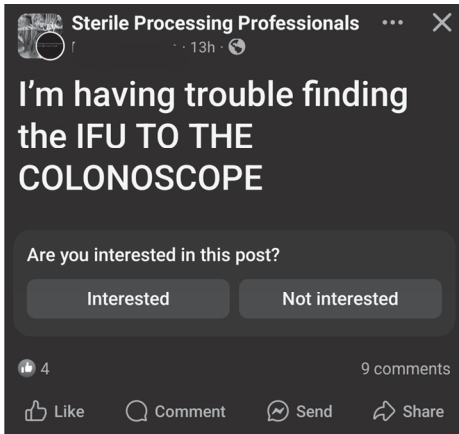 Sterile Processing Professionals
· 13h ·
I'm having trouble finding
the IFU TO THE
COLONOSCOPE
Are you interested in this post?
Interested
Not interested
4
9 comments
Like
Comment
Send
Share